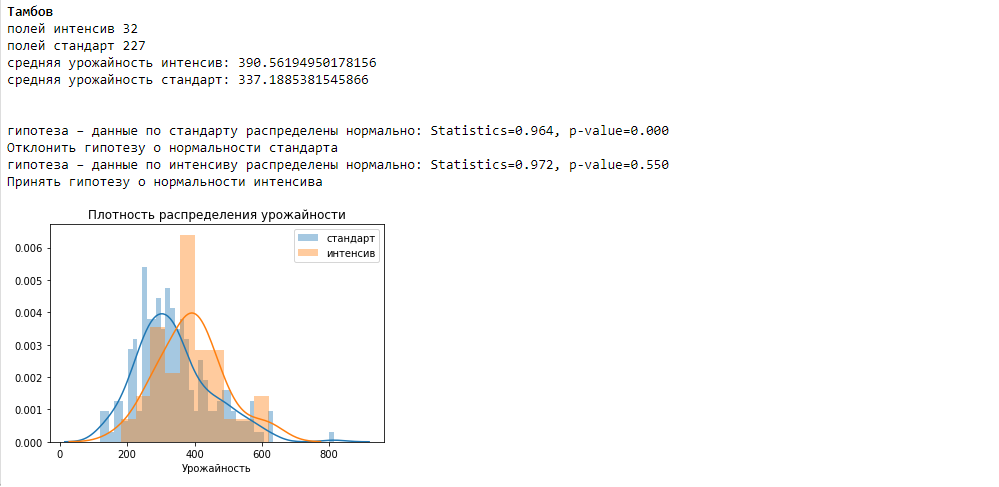 Тамбов
полей интенсив 32
полей стандарт 227
средняя урожайность интенсив: 390.56194950178156
средняя урожайность стандарт: 337.1885381545866
гипотеза – данные по стандарту распределены нормально: Statistics=0.964, p-value=0.000
Отклонить гипотезу о нормальности стандарта
гипотеза – данные по интенсиву распределены нормально: Statistics=0.972, p-value=0.550
Принять гипотезу о нормальности интенсива
Плотность распределения урожайности
стандарт
интенсив
0.006
0.005
0.004
0.003
0.002
0.001
0.000
0 200 400 600 800
Урожайность